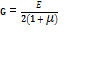 G = E / 2(1 + μ)